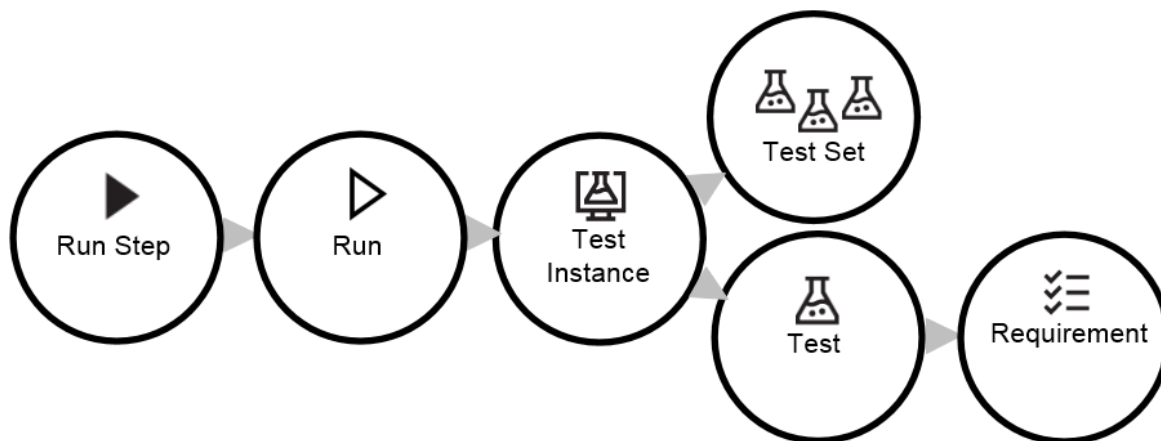 Run Step
Run
Test
Instance
Test Set
Test
Requirement